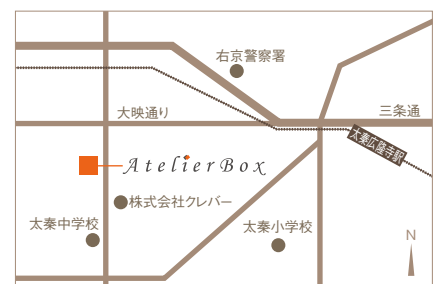 右京警察署
大映通り
三条通
太秦広隆寺駅
AtelierBox
株式会社クレバー
太秦中学校
太秦小学校
N